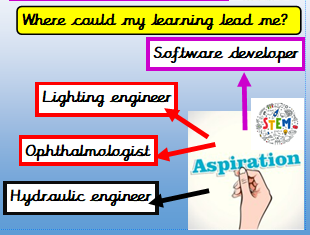 Where could my learning lead me?
Software developer
Lighting engineer
STEM
Ophthalmologist
Aspiration
Hydraulic engineer